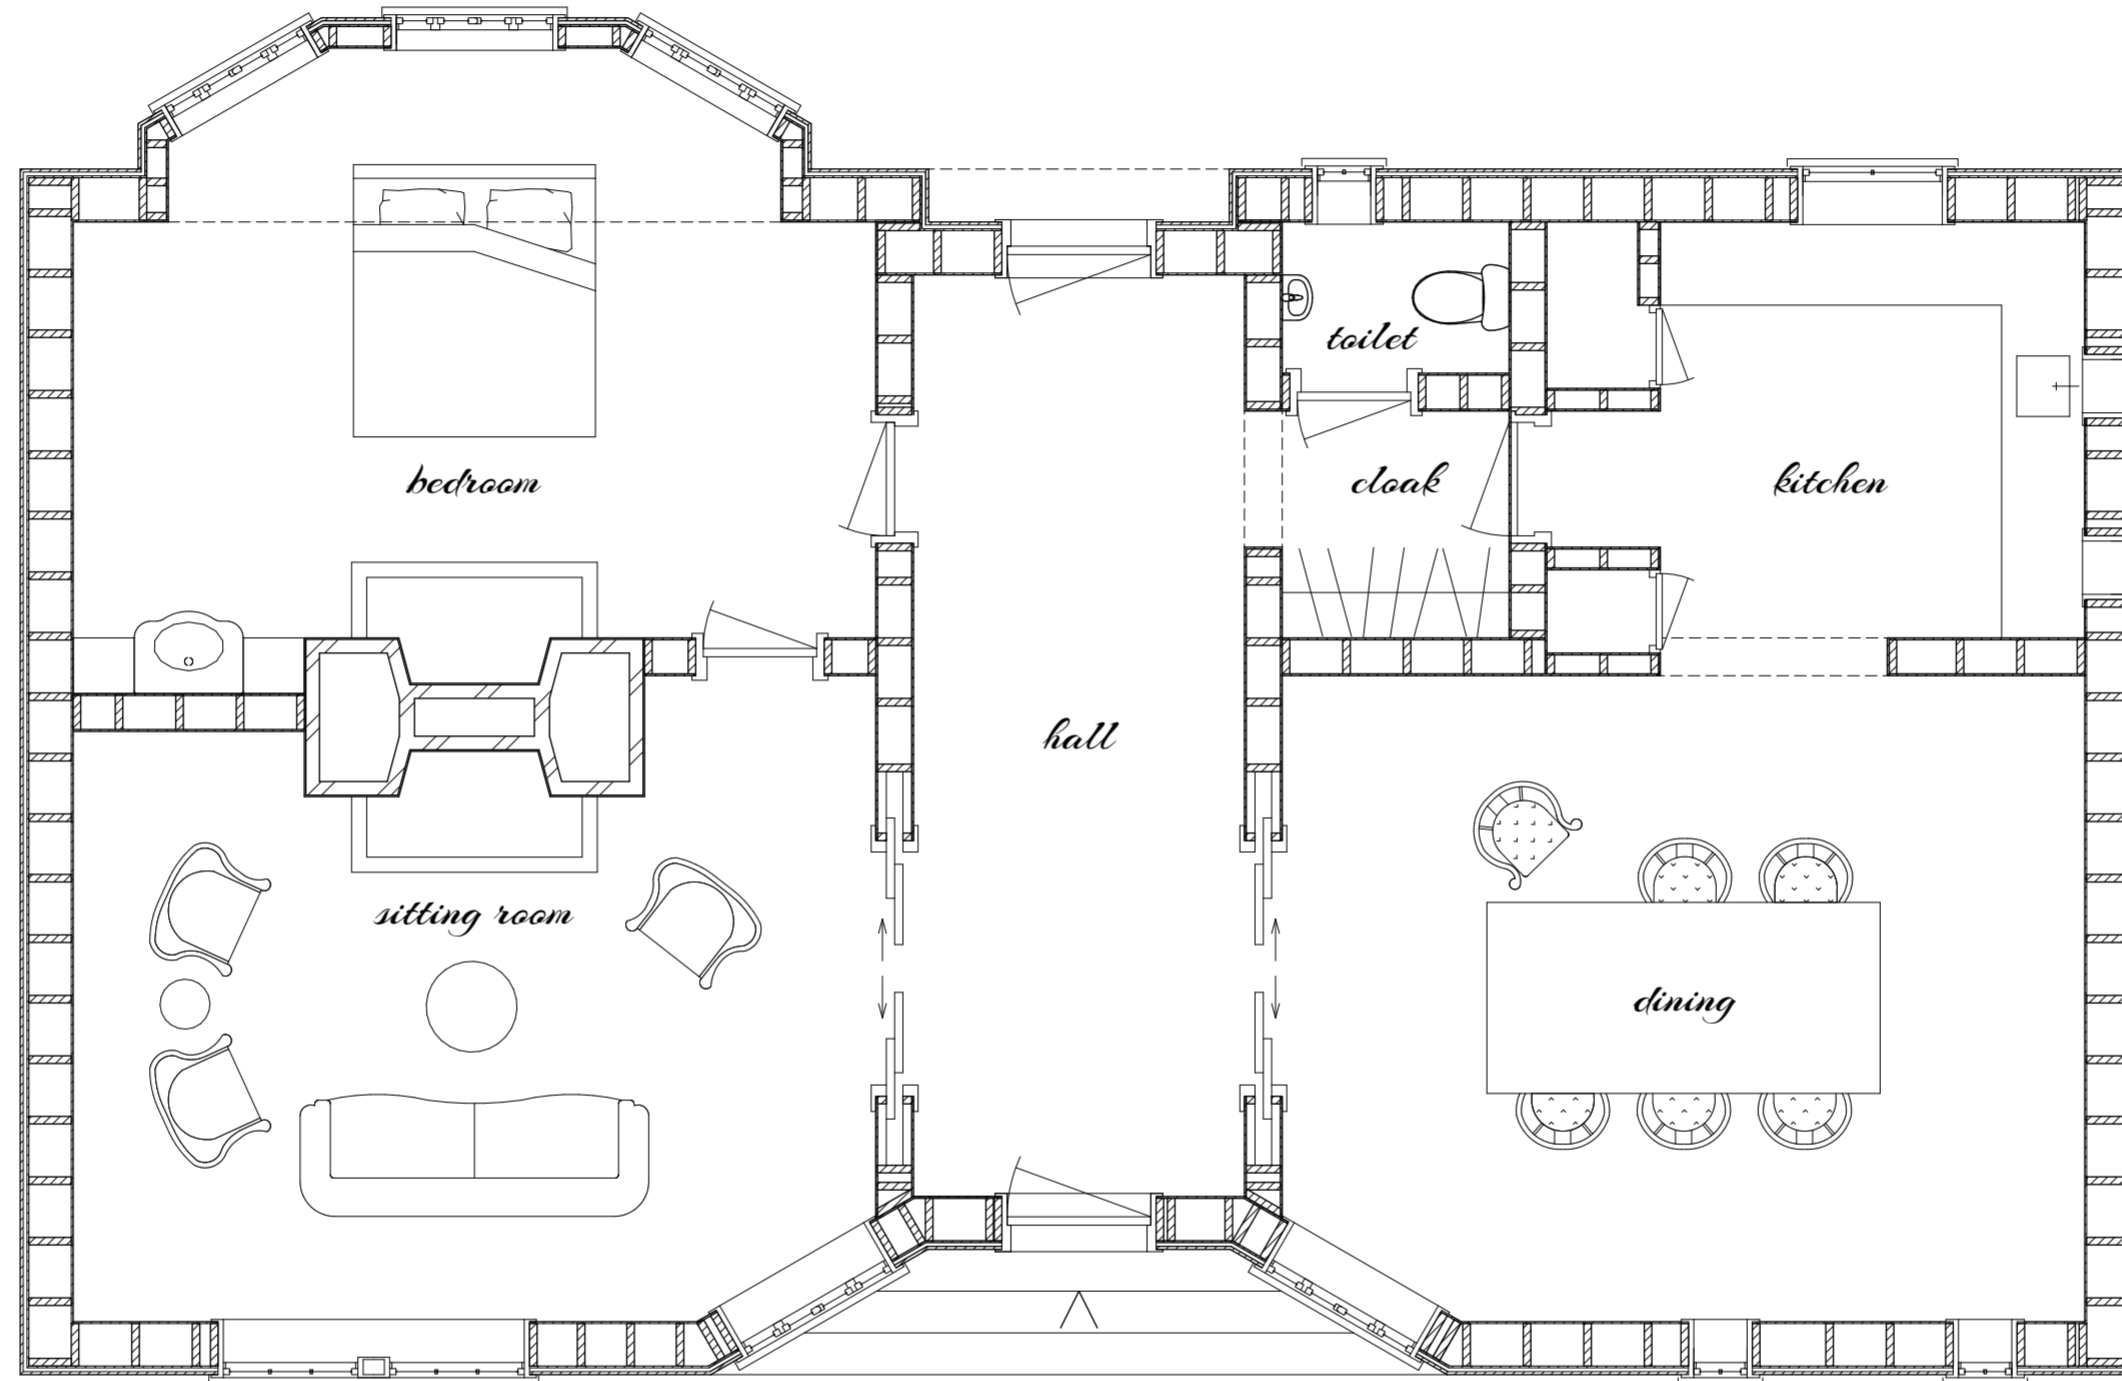 toilet
bedroom
cloak
kitchen
hall
sitting room
dining